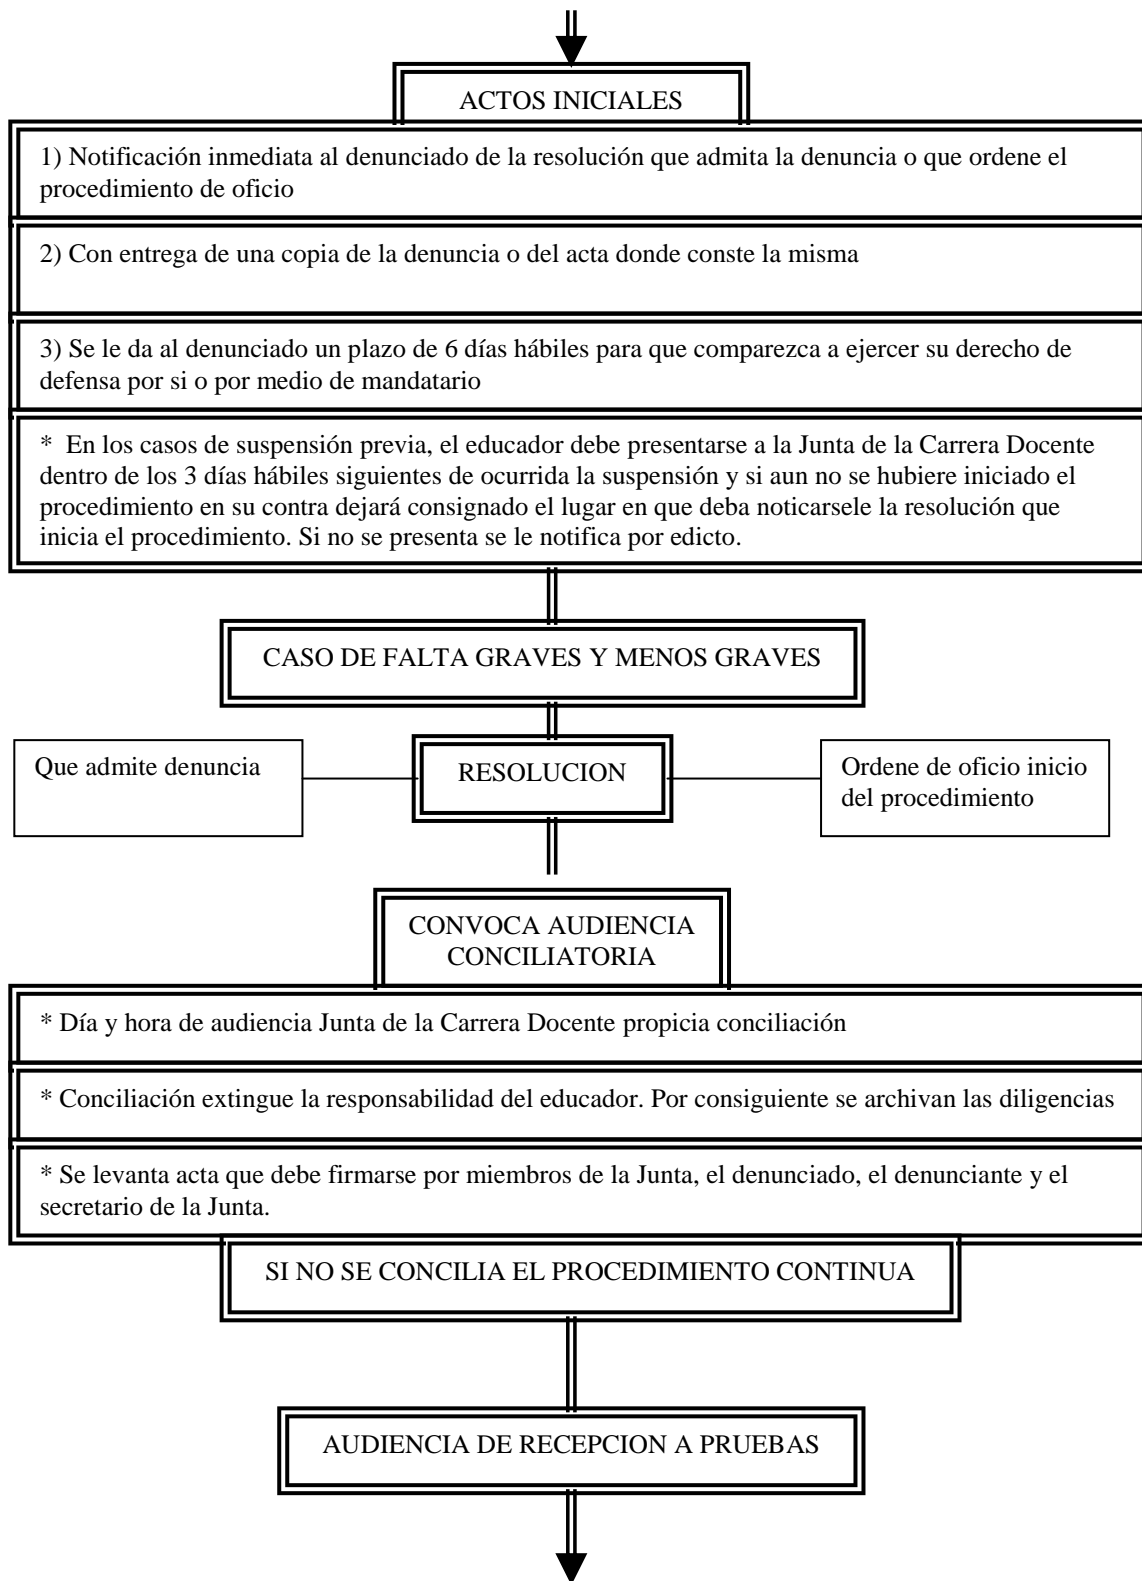 ACTOS INICIALES
1) Notificación inmediata al denunciado de la resolución que admita la denuncia o que ordene el
procedimiento de oficio
2) Con entrega de una copia de la denuncia o del acta donde conste la misma
3) Se le da al denunciado un plazo de 6 días hábiles para que comparezca a ejercer su derecho de
defensa por si o por medio de mandatario
* En los casos de suspensión previa, el educador debe presentarse a la Junta de la Carrera Docente
dentro de los 3 días hábiles siguientes de ocurrida la suspensión y si aun no se hubiere iniciado el
procedimiento en su contra dejará consignado el lugar en que deba noticarsele la resolución que
inicia el procedimiento. Si no se presenta se le notifica por edicto.
CASO DE FALTA GRAVES Y MENOS GRAVES
Que admite denuncia
RESOLUCION
Ordene de oficio inicio
del procedimiento
CONVOCA AUDIENCIA
CONCILIATORIA
* Día y hora de audiencia Junta de la Carrera Docente propicia conciliación
* Conciliación extingue la responsabilidad del educador. Por consiguiente se archivan las diligencias
* Se levanta acta que debe firmarse por miembros de la Junta, el denunciado, el denunciante y el
secretario de la Junta.
SI NO SE CONCILIA EL PROCEDIMIENTO CONTINUA
AUDIENCIA DE RECEPCION A PRUEBAS